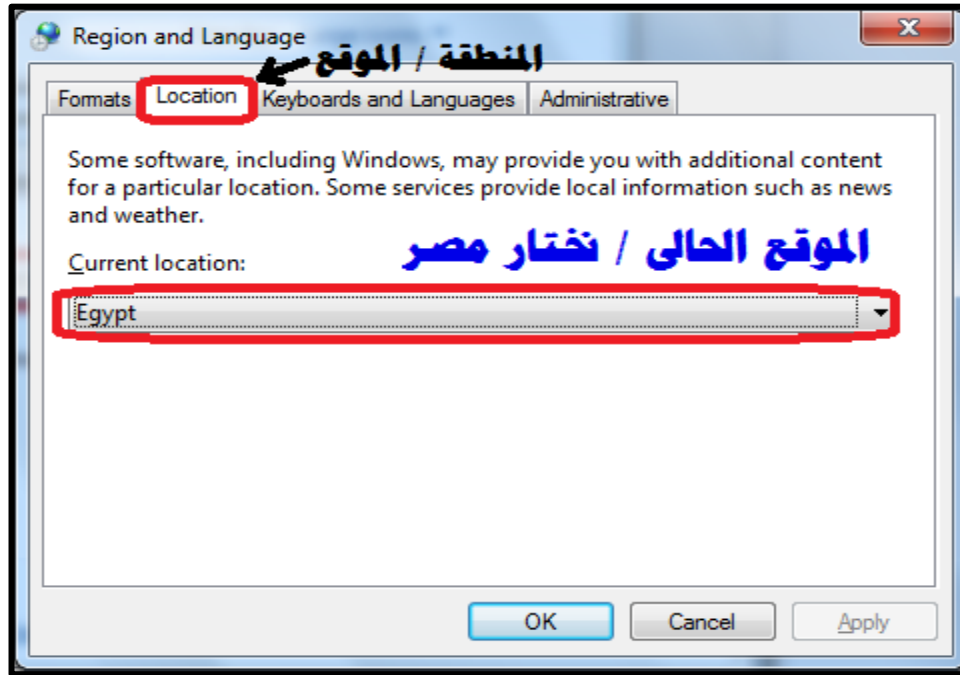 Region and Language
المنطقة / الموقع
Formats Location Keyboards and Languages Administrative
Some software, including Windows, may provide you with additional content
for a particular location. Some services provide local information such as news
and weather.
الموقع الحالى / نختار مصر
Current location:
Egypt
OK Cancel Apply